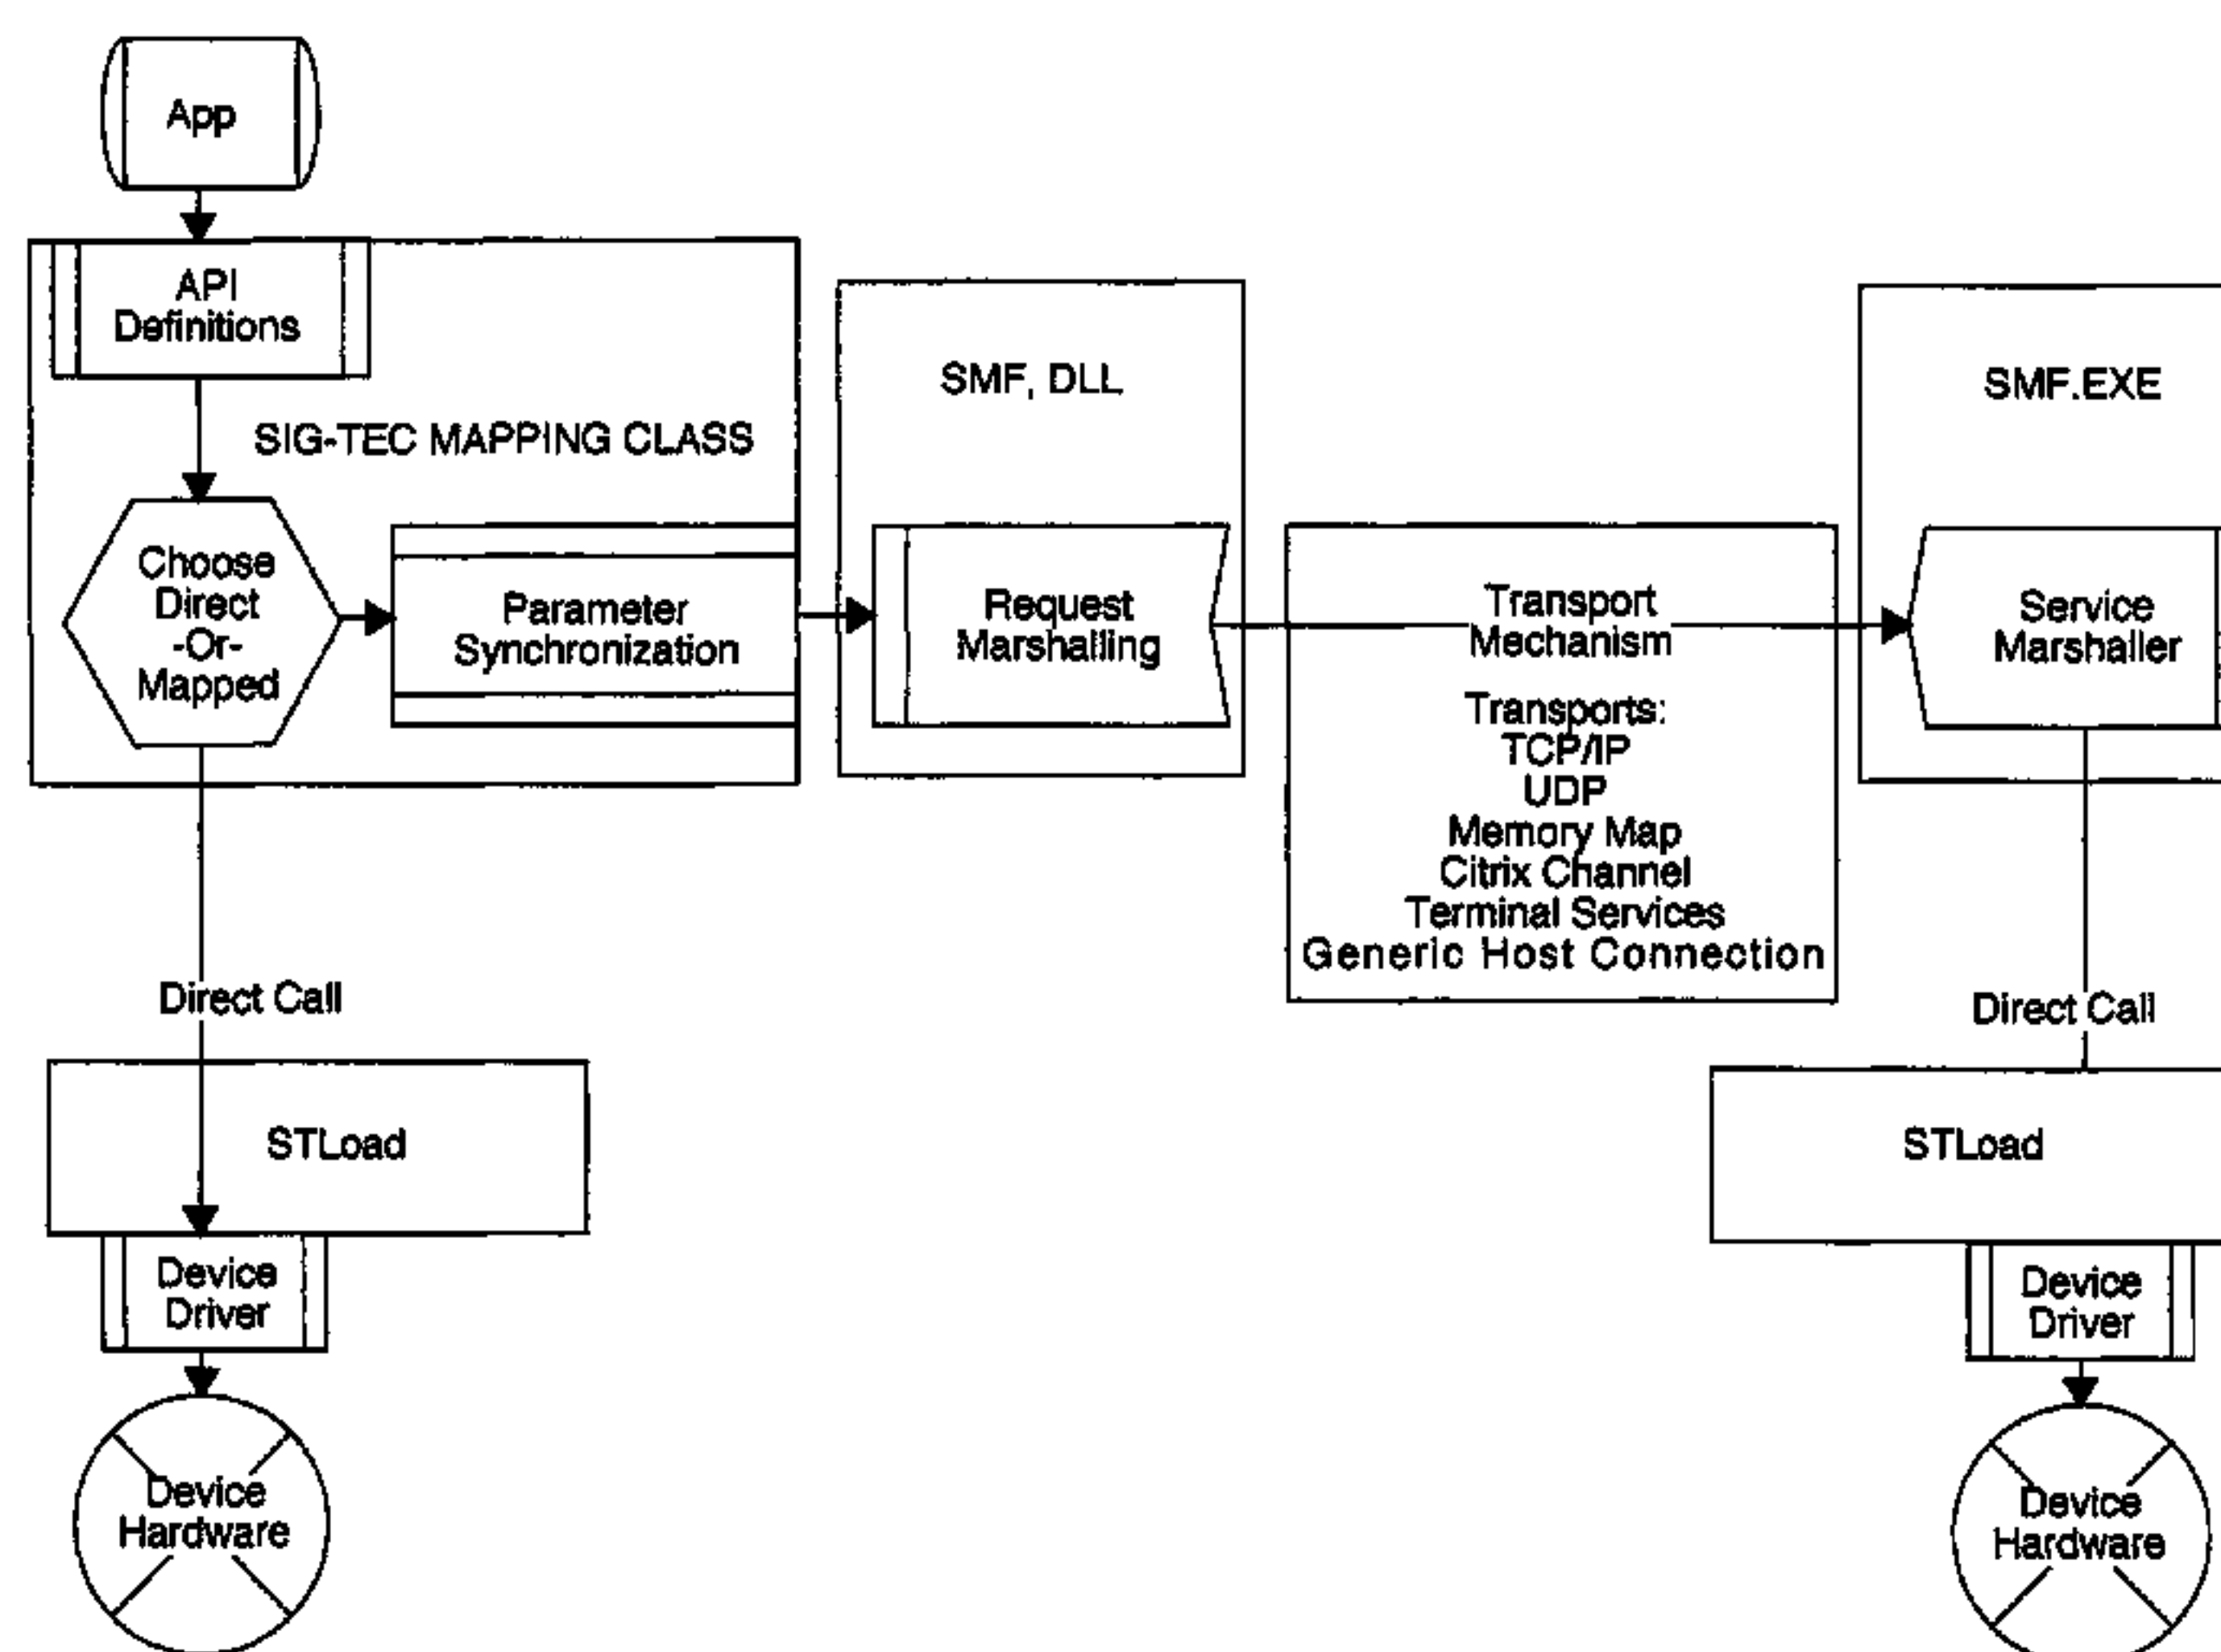 App
API
Definitions
SIG-TEC MAPPING CLASS
Choose
Direct
-Or-
Mapped
Parameter
Synchronization
SMF, DLL
Request
Marshalling
Transport
Mechanism
Transports:
TCP/IP
UDP
Memory Map
Citrix Channel
Terminal Services
Generic Host Connection
SMF.EXE
Service
Marshaller
Direct Call
STLoad
Device
Driver
Device
Hardware
Direct Call
STLoad
Device
Driver
Device
Hardware